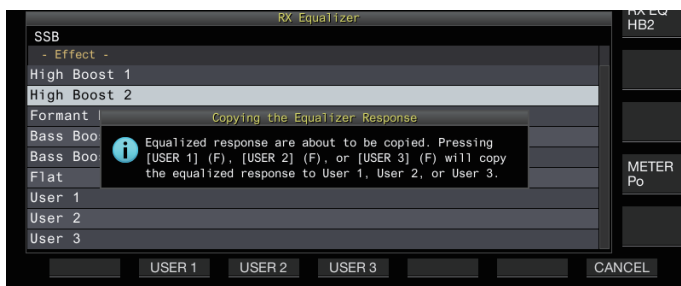 RX Equalizer
RX EQ
HB2
SSB
- Effect -
High Boost 1
High Boost 2
Formant
Copying the Equalizer Response
Bass Boo
Equalized response are about to be copied. Pressing
[USER 1] (F), [USER 2] (F), or [USER 3] (F) will copy
the equalized response to User 1, User 2, or User 3.
Bass Boo
Flat
METER
Po
User 1
User 2
User 3
USER 1
USER 2
USER 3
CANCEL